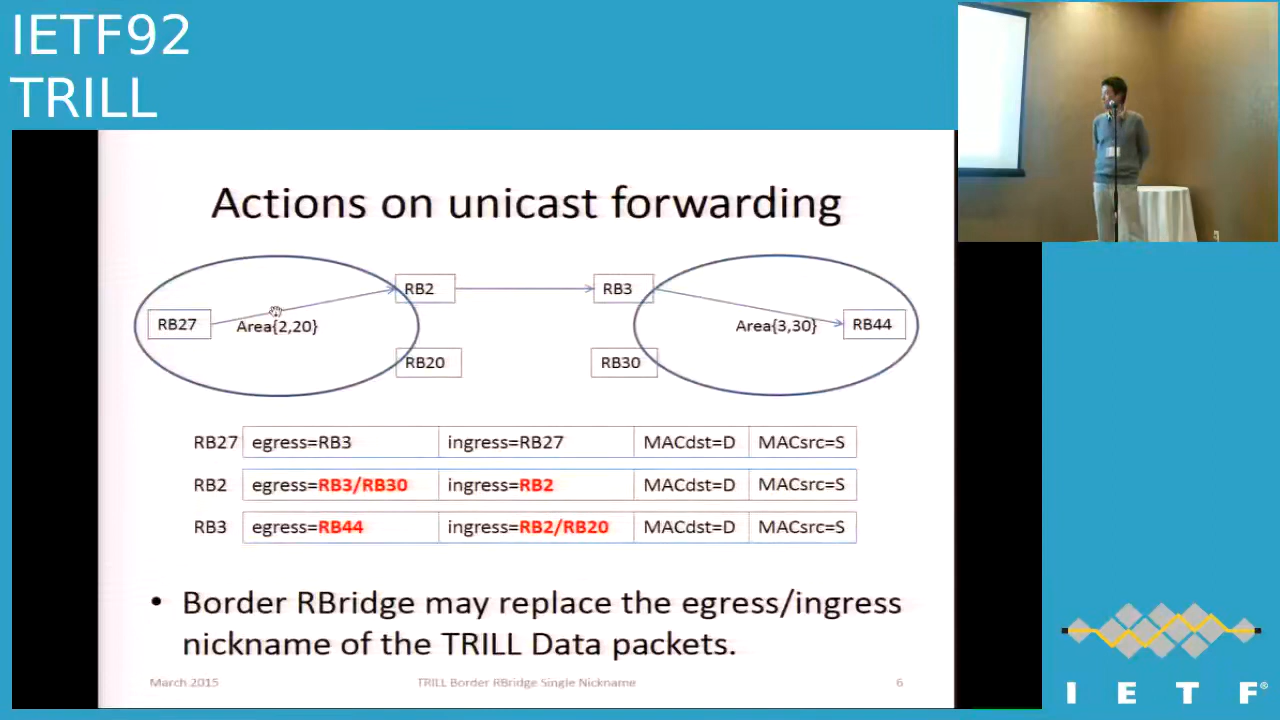 IETF92
TRILL
Actions on unicast forwarding
RB2
RB3
RB27
Area{2,20}
Area{3,30}
RB44
RB20
RB30
RB27 egress=RB3 ingress=RB27 MACdst=D MACsrc=S
RB2 egress=RB3/RB30 ingress=RB2 MACdst=D MACsrc=S
RB3 egress=RB44 ingress=RB2/RB20 MACdst=D MACsrc=S
• Border RBridge may replace the egress/ingress
nickname of the TRILL Data packets.
March 2015 TRILL Border RBridge Single Nickname 6
I E T F®